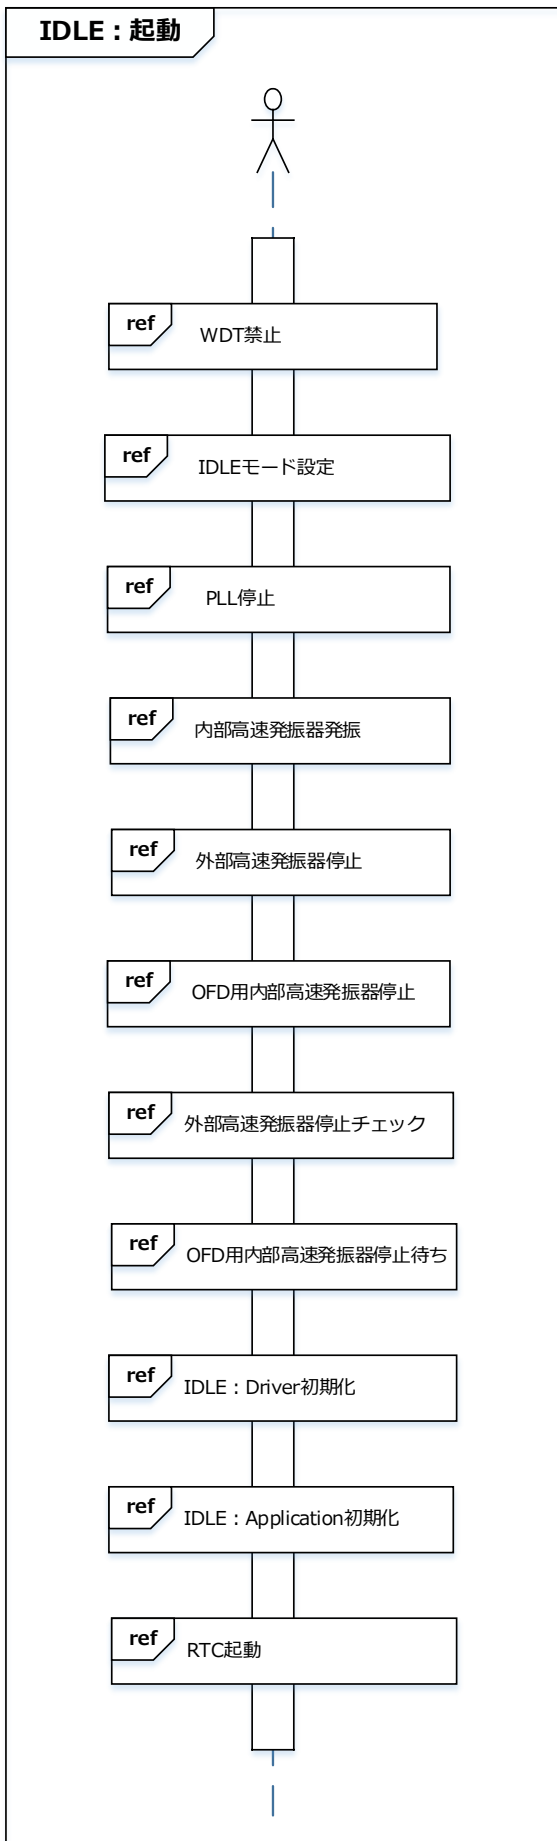 IDLE：起動
ref
WDT禁止
ref
IDLEモード設定
ref
PLL停止
ref
内部高速発振器発振
ref
外部高速発振器停止
ref
OFD用内部高速発振器停止
ref
外部高速発振器停止チェック
ref
OFD用内部高速発振器停止待ち
ref
IDLE：Driver初期化
ref
IDLE：Application初期化
ref
RTC起動